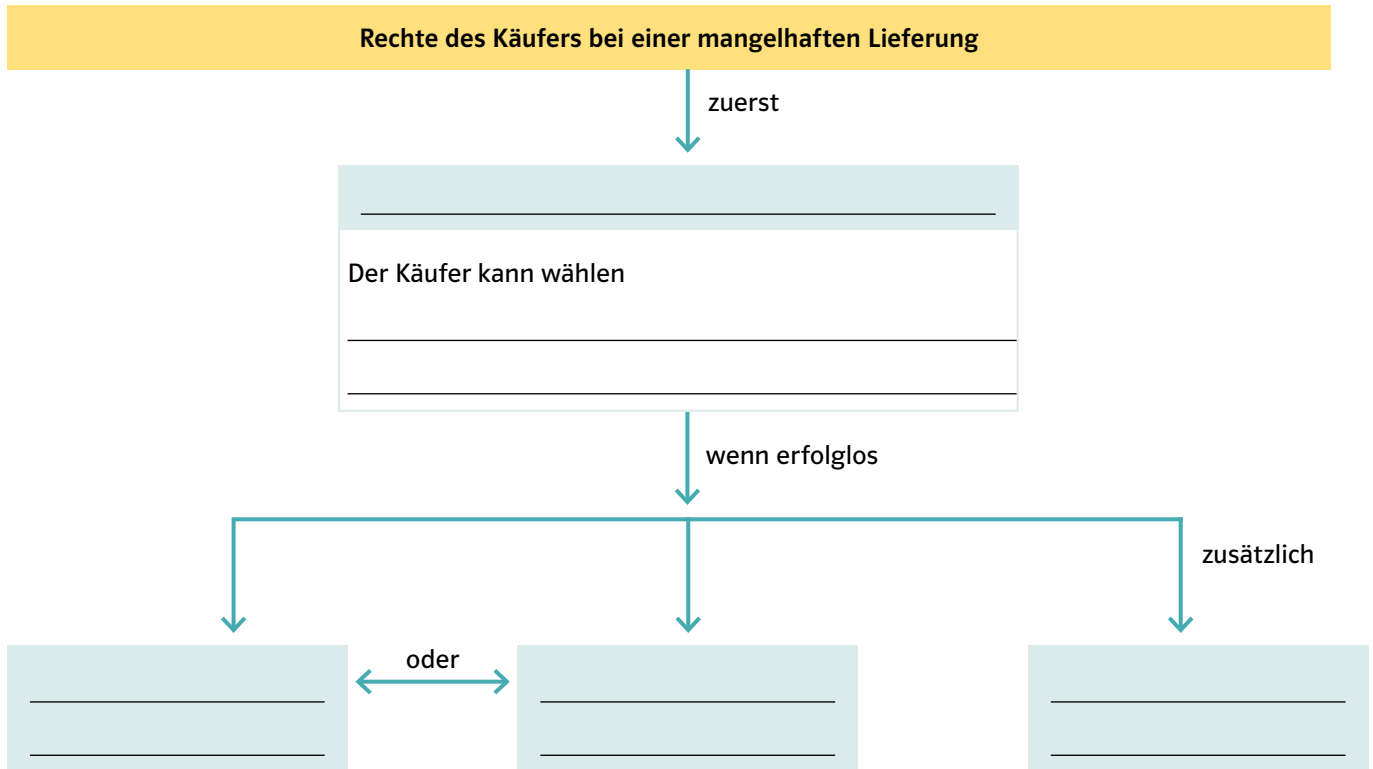 Rechte des Käufers bei einer mangelhaften Lieferung
zuerst
Der Käufer kann wählen
wenn erfolglos
zusätzlich
oder